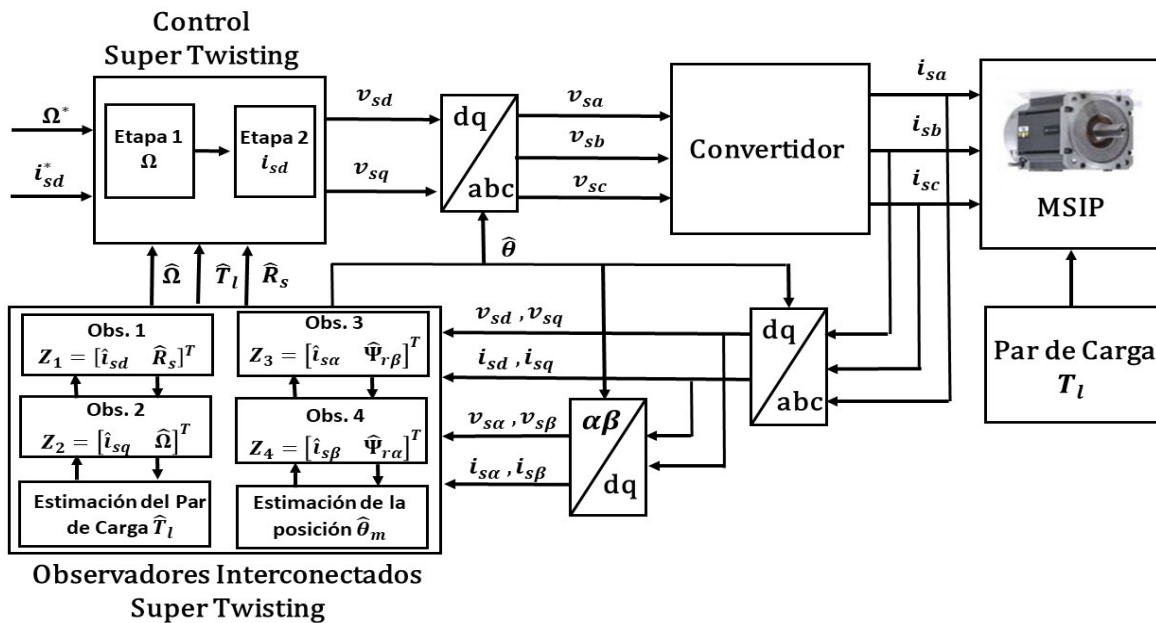 Control
Super Twisting
Ω*
i*sd
Etapa 1
Ω
Etapa 2
isd
vsd
vsq
dq
abc
vsa
vsb
vsc
Convertidor
isa
isb
isc
MSIP
Ω̂
T̂l
R̂s
θ̂
Obs. 1
Z1 = [îsd R̂s]T
Obs. 2
Z2 = [îsq Ω̂]T
Estimación del Par
de Carga T̂l
Obs. 3
Z3 = [îsα Ψ̂rβ]T
Obs. 4
Z4 = [îsβ Ψ̂rα]T
Estimación de la
posición θ̂m
vsd , vsq
isd , isq
vsα , vsβ
isα , isβ
αβ
dq
dq
abc
Par de Carga
Tl
Observadores Interconectados
Super Twisting